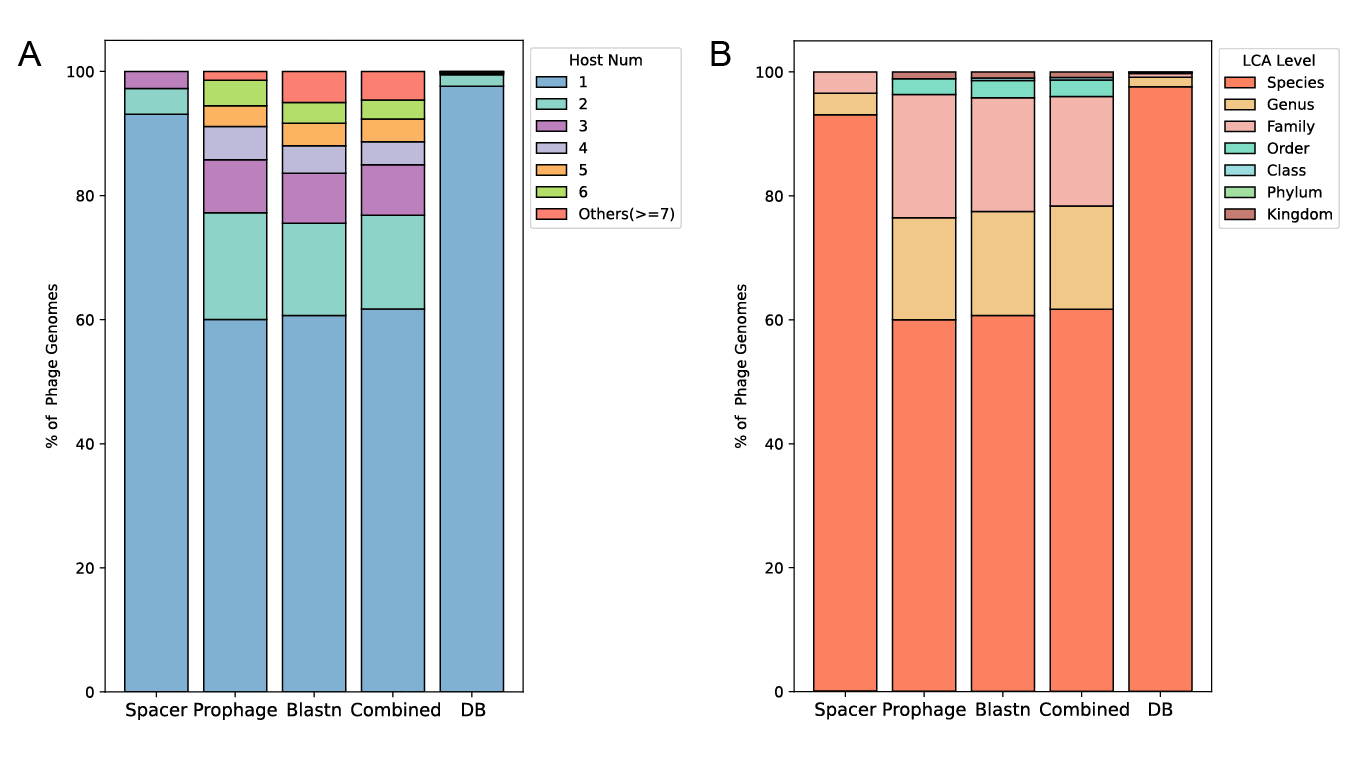 A
% of  Phage Genomes
100
80
60
40
20
0
Spacer Prophage Blastn Combined DB
Host Num
1
2
3
4
5
6
Others(>=7)
B
% of  Phage Genomes
100
80
60
40
20
0
Spacer Prophage Blastn Combined DB
LCA Level
Species
Genus
Family
Order
Class
Phylum
Kingdom